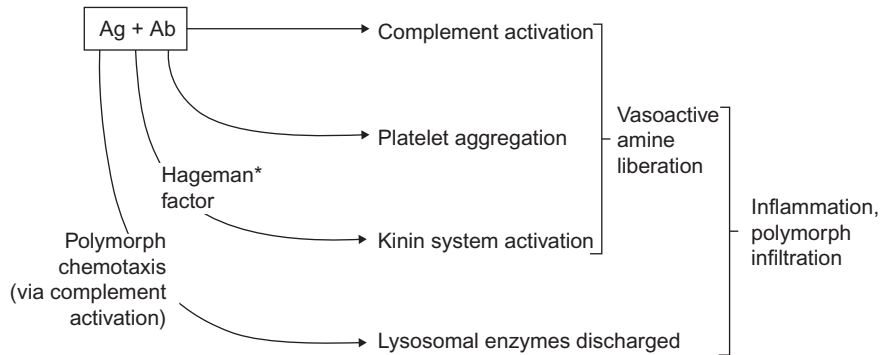 Ag + Ab
Complement activation
Platelet aggregation
Vasoactive
amine
liberation
Hageman*
factor
Kinin system activation
Inflammation,
polymorph
infiltration
Polymorph
chemotaxis
(via complement
activation)
Lysosomal enzymes discharged